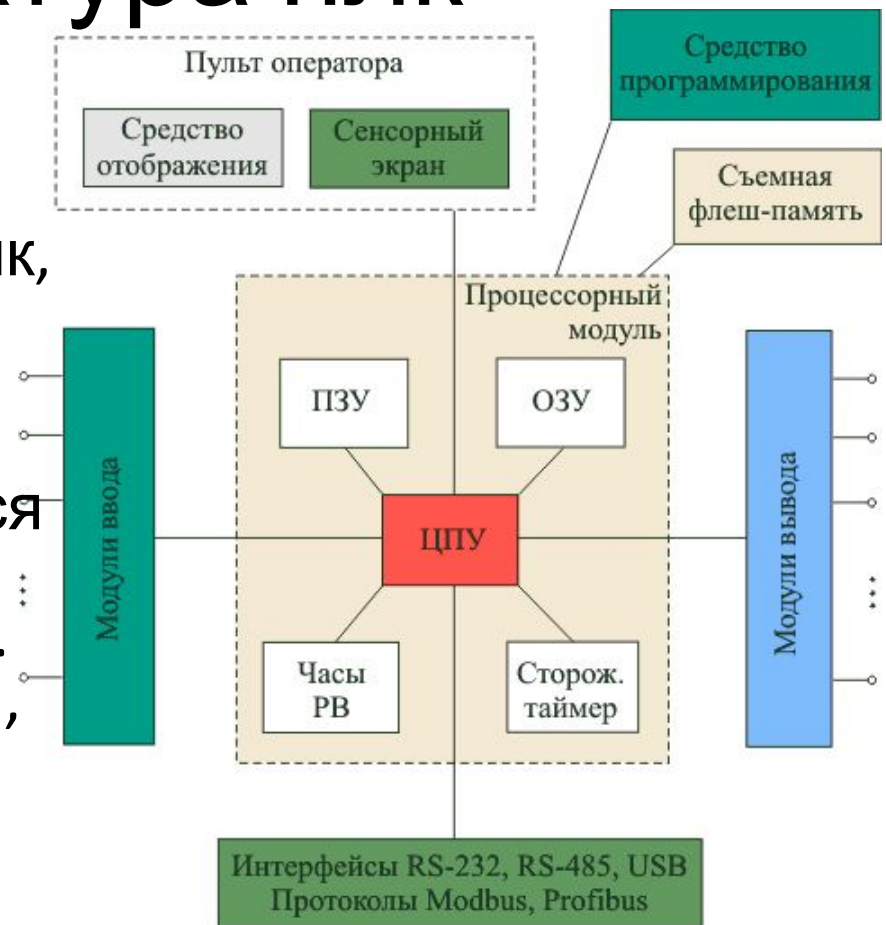 Пульт оператора
Средство
отображения
Сенсорный
экран
Средство
программирования
Съемная
флеш-память
Процессорный
модуль
ПЗУ
ОЗУ
ЦПУ
Часы
РВ
Сторож.
таймер
Модули ввода
Модули вывода
Интерфейсы RS-232, RS-485, USB
Протоколы Modbus, Profibus